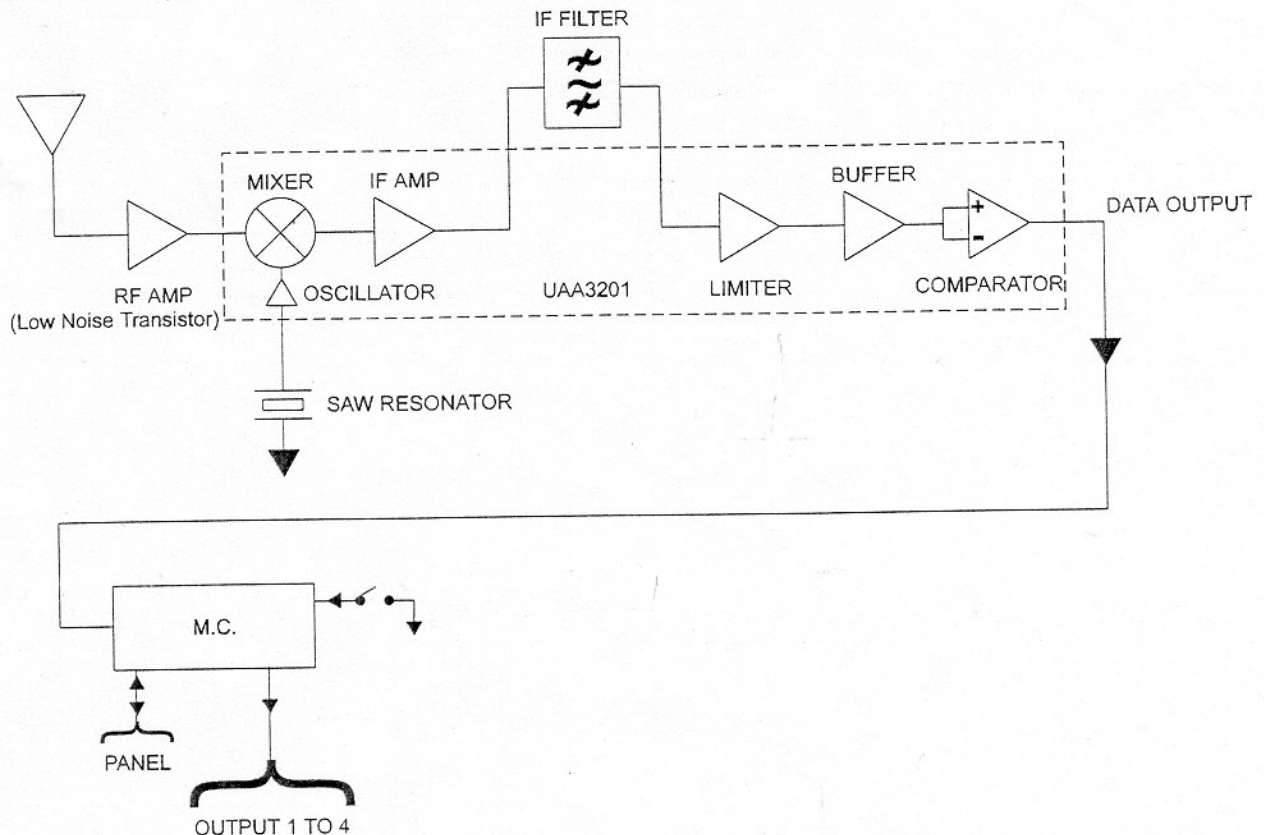 IF FILTER
MIXER
IF AMP
BUFFER
DATA OUTPUT
RF AMP
(Low Noise Transistor)
OSCILLATOR
UAA3201
LIMITER
COMPARATOR
+
-
SAW RESONATOR
M.C.
PANEL
OUTPUT 1 TO 4